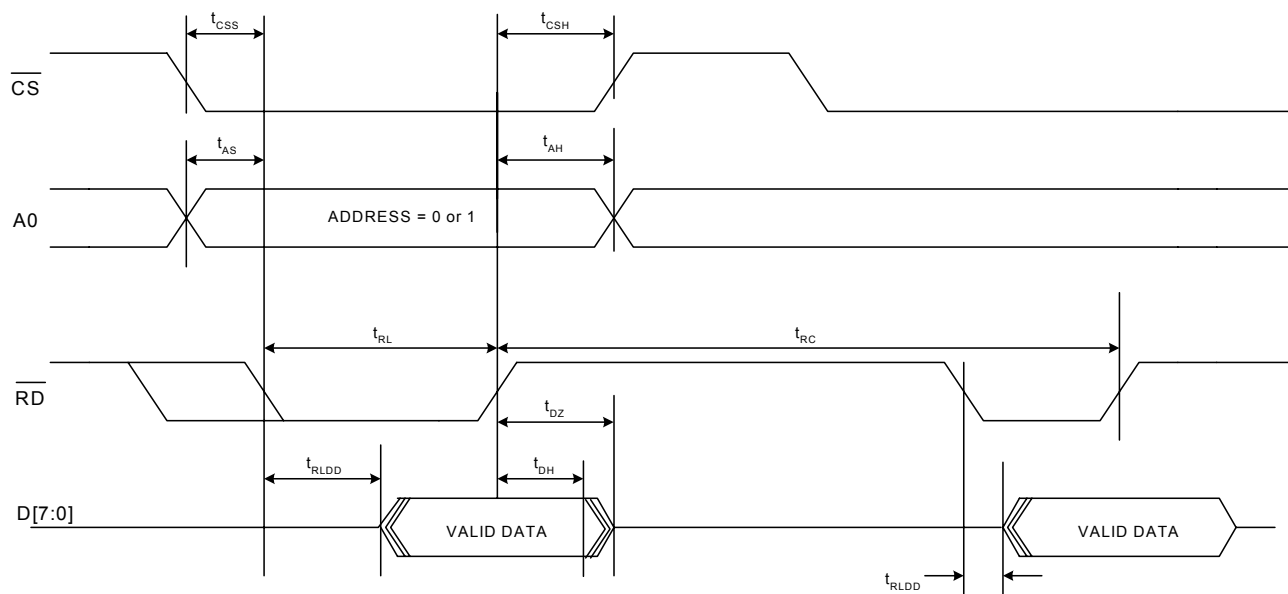 tCSS
tCSH
CS
tAS
tAH
A0
ADDRESS = 0 or 1
tRL
tRC
RD
tDZ
tRLDD
tDH
D[7:0]
VALID DATA
VALID DATA
tRLDD